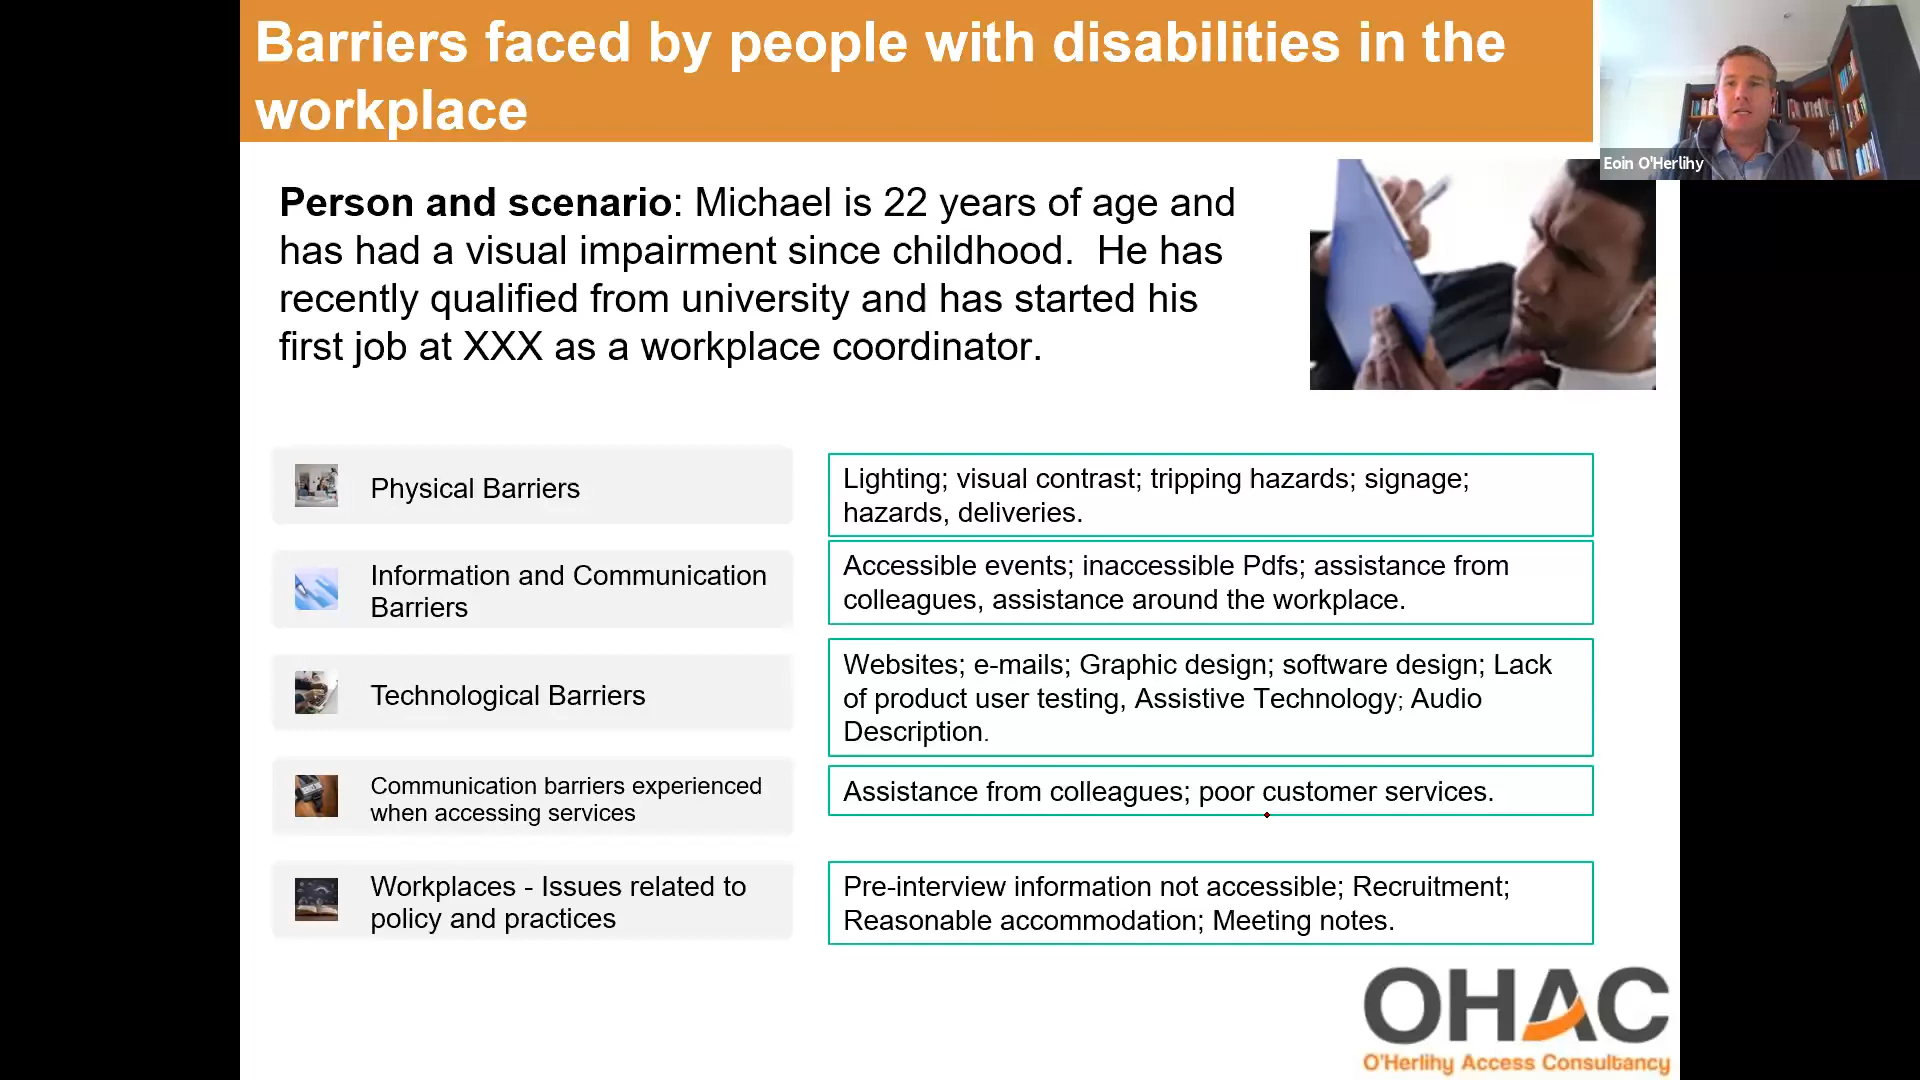 Barriers faced by people with disabilities in the
workplace
Eoin O'Herlihy
Person and scenario: Michael is 22 years of age and
has had a visual impairment since childhood.  He has
recently qualified from university and has started his
first job at XXX as a workplace coordinator.
Physical Barriers
Lighting; visual contrast; tripping hazards; signage;
hazards, deliveries.
Information and Communication
Barriers
Accessible events; inaccessible Pdfs; assistance from
colleagues, assistance around the workplace.
Technological Barriers
Websites; e-mails; Graphic design; software design; Lack
of product user testing, Assistive Technology; Audio
Description.
Communication barriers experienced
when accessing services
Assistance from colleagues; poor customer services.
Workplaces - Issues related to
policy and practices
Pre-interview information not accessible; Recruitment;
Reasonable accommodation; Meeting notes.
OHAC
O'Herlihy Access Consultancy